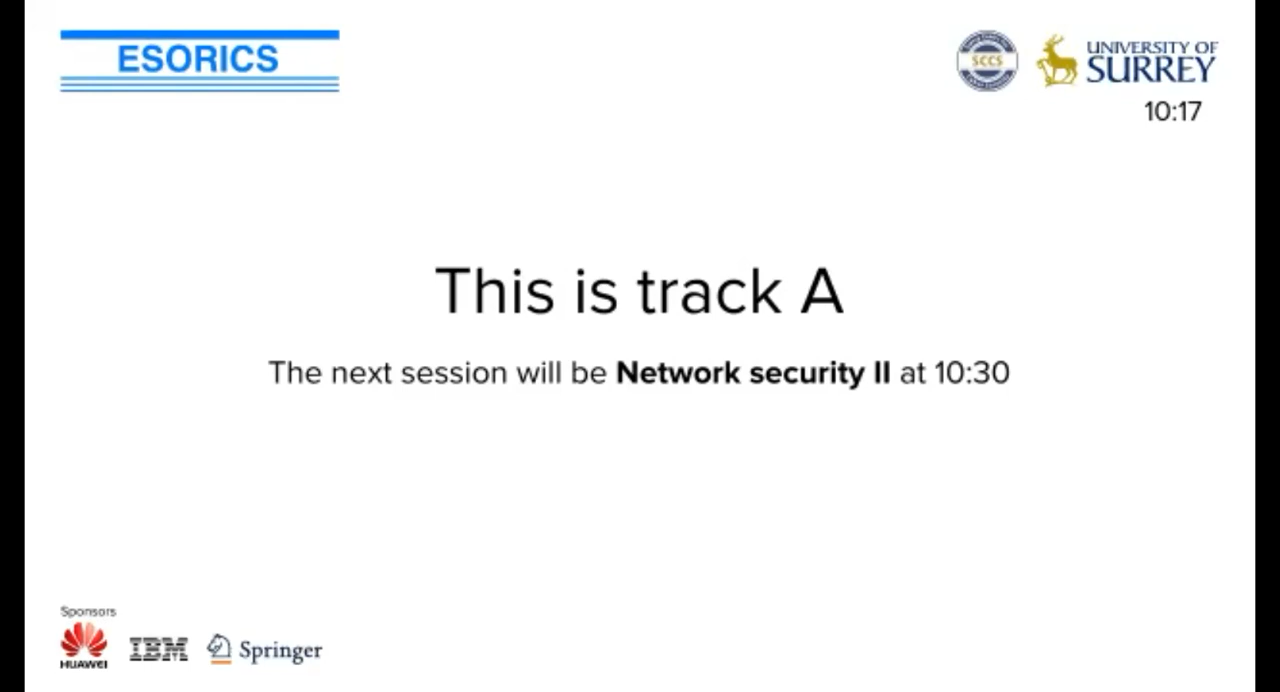 ESORICS
SCCS
UNIVERSITY OF
SURREY
10:17
This is track A
The next session will be Network security II at 10:30
Sponsors
HUAWEI
IBM
Springer